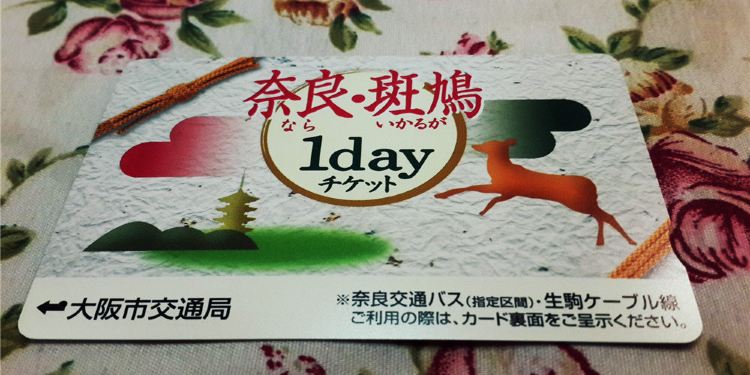 奈良・斑鳩
なら いかるが
1day
チケット
←大阪市交通局
※奈良交通バス(指定区間)・生駒ケーブル線
ご利用の際は、カード裏面をご呈示ください。